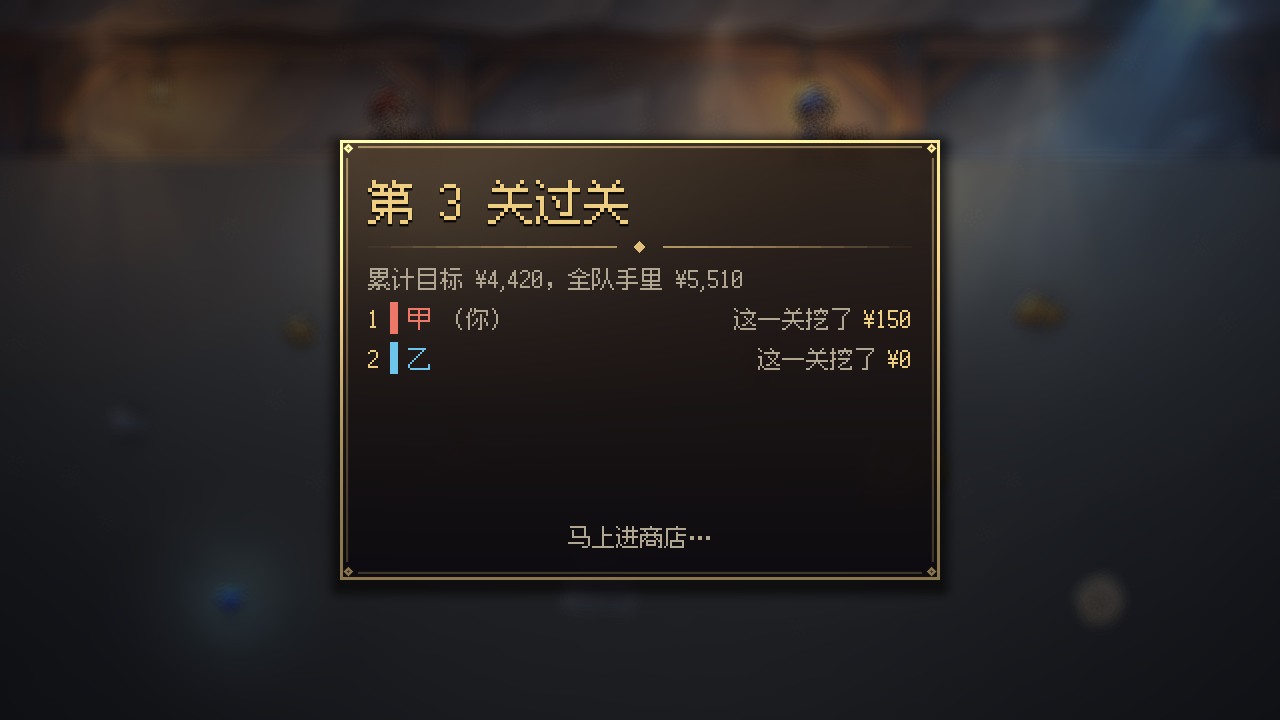 第 3 关过关
累计目标 ¥4,420，全队手里 ¥5,510
1 甲 （你） 这一关挖了 ¥150
2 乙 这一关挖了 ¥0
马上进商店…